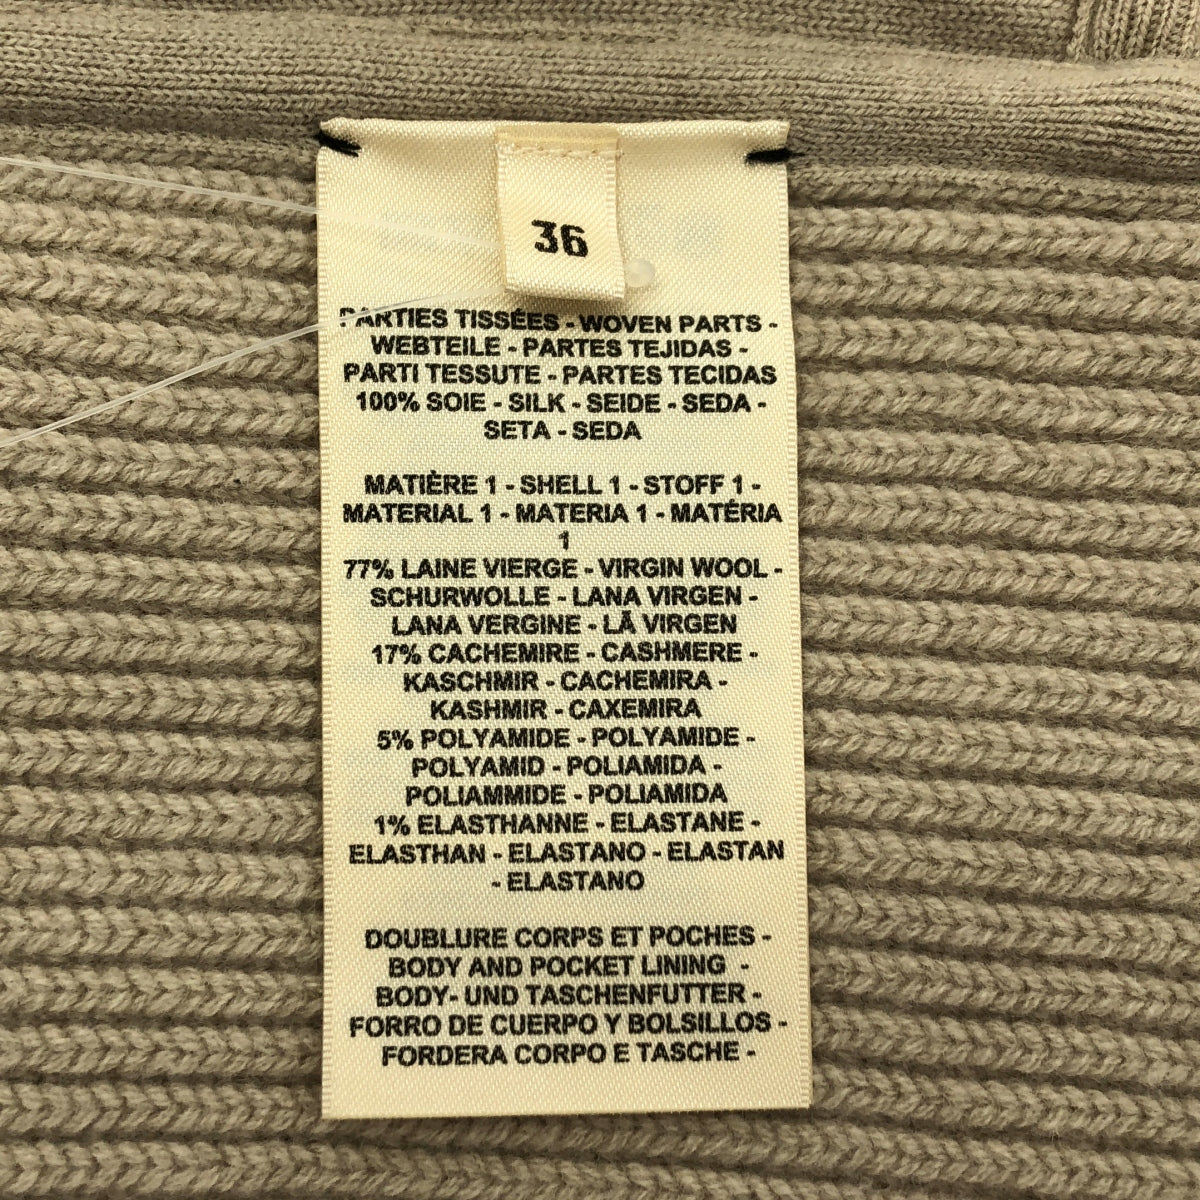 36
PARTIES TISSÉES - WOVEN PARTS -
WEBTEILE - PARTES TEJIDAS -
PARTI TESSUTE - PARTES TECIDAS
100% SOIE - SILK - SEIDE - SEDA -
SETA - SEDA
MATIÈRE 1 - SHELL 1 - STOFF 1 -
MATERIAL 1 - MATERIA 1 - MATÉRIA
1
77% LAINE VIERGE - VIRGIN WOOL -
SCHURWOLLE - LANA VIRGEN -
LANA VERGINE - LÃ VIRGEN
17% CACHEMIRE - CASHMERE -
KASCHMIR - CACHEMIRA -
KASHMIR - CAXEMIRA
5% POLYAMIDE - POLYAMIDE -
POLYAMID - POLIAMIDA -
POLIAMMIDE - POLIAMIDA
1% ELASTHANNE - ELASTANE -
ELASTHAN - ELASTANO - ELASTAN
- ELASTANO
DOUBLURE CORPS ET POCHES -
BODY AND POCKET LINING -
BODY- UND TASCHENFUTTER -
FORRO DE CUERPO Y BOLSILLOS -
FORDERA CORPO E TASCHE -